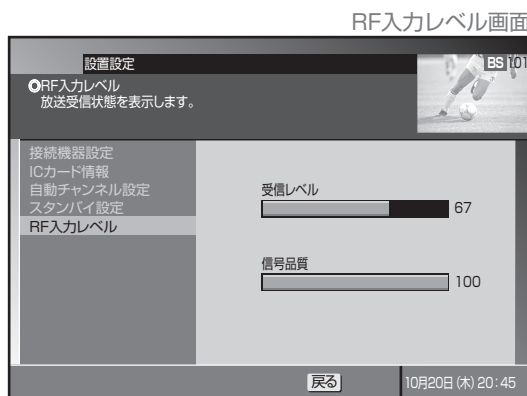 RF入力レベル画面
設置設定
BS 101
RF入力レベル
放送受信状態を表示します。
接続機器設定
ICカード情報
自動チャンネル設定
スタンバイ設定
RF入力レベル
受信レベル
67
信号品質
100
戻る
10月20日(木)20:45